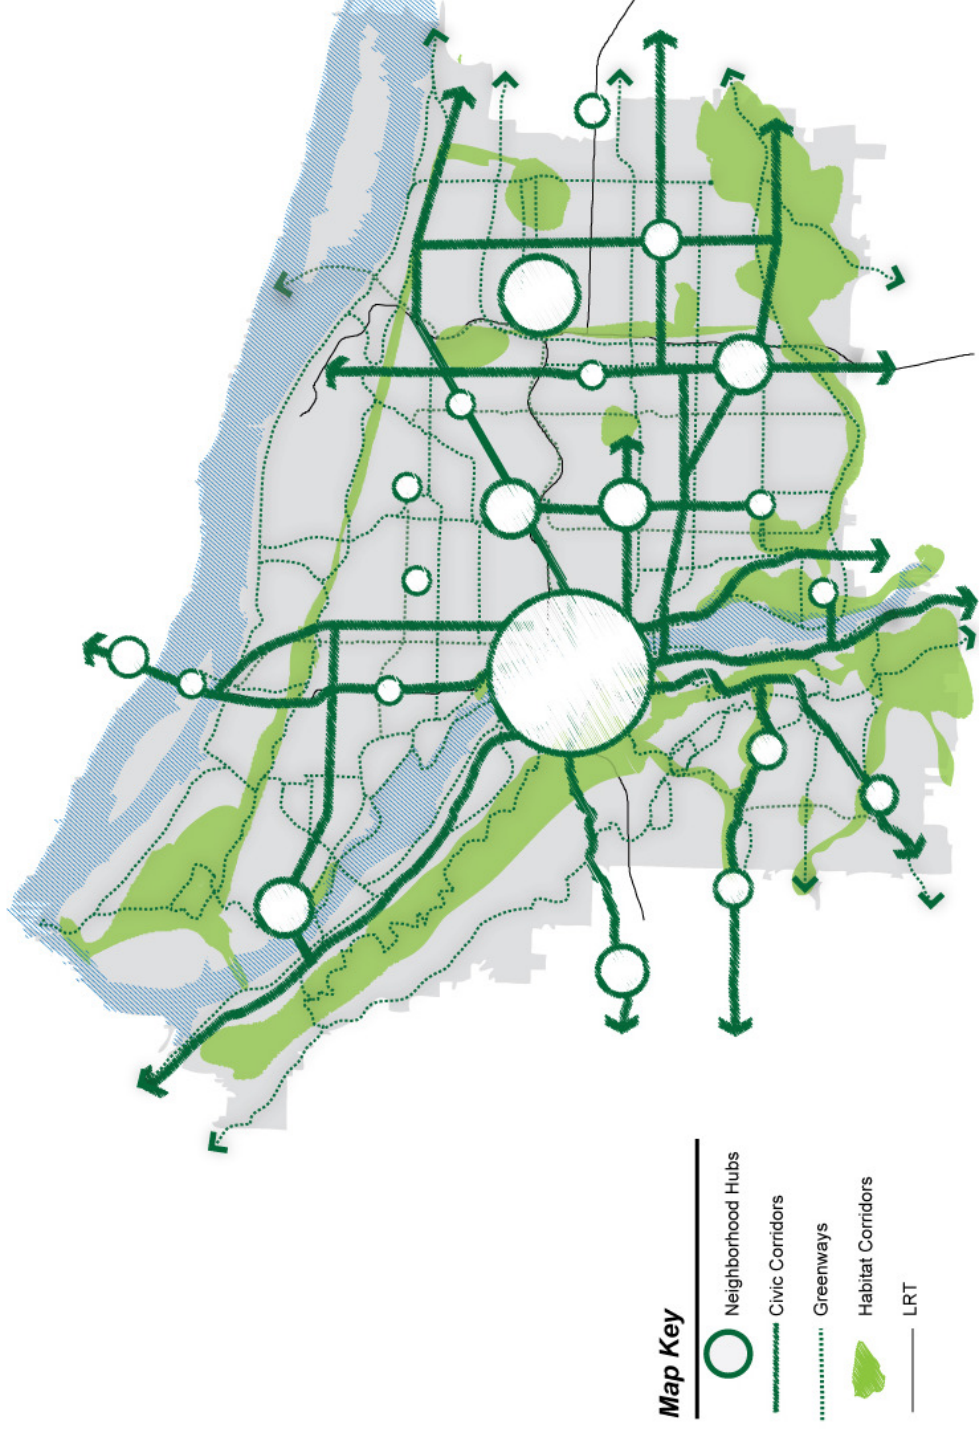 Map Key
Neighborhood Hubs
Civic Corridors
Greenways
Habitat Corridors
LRT